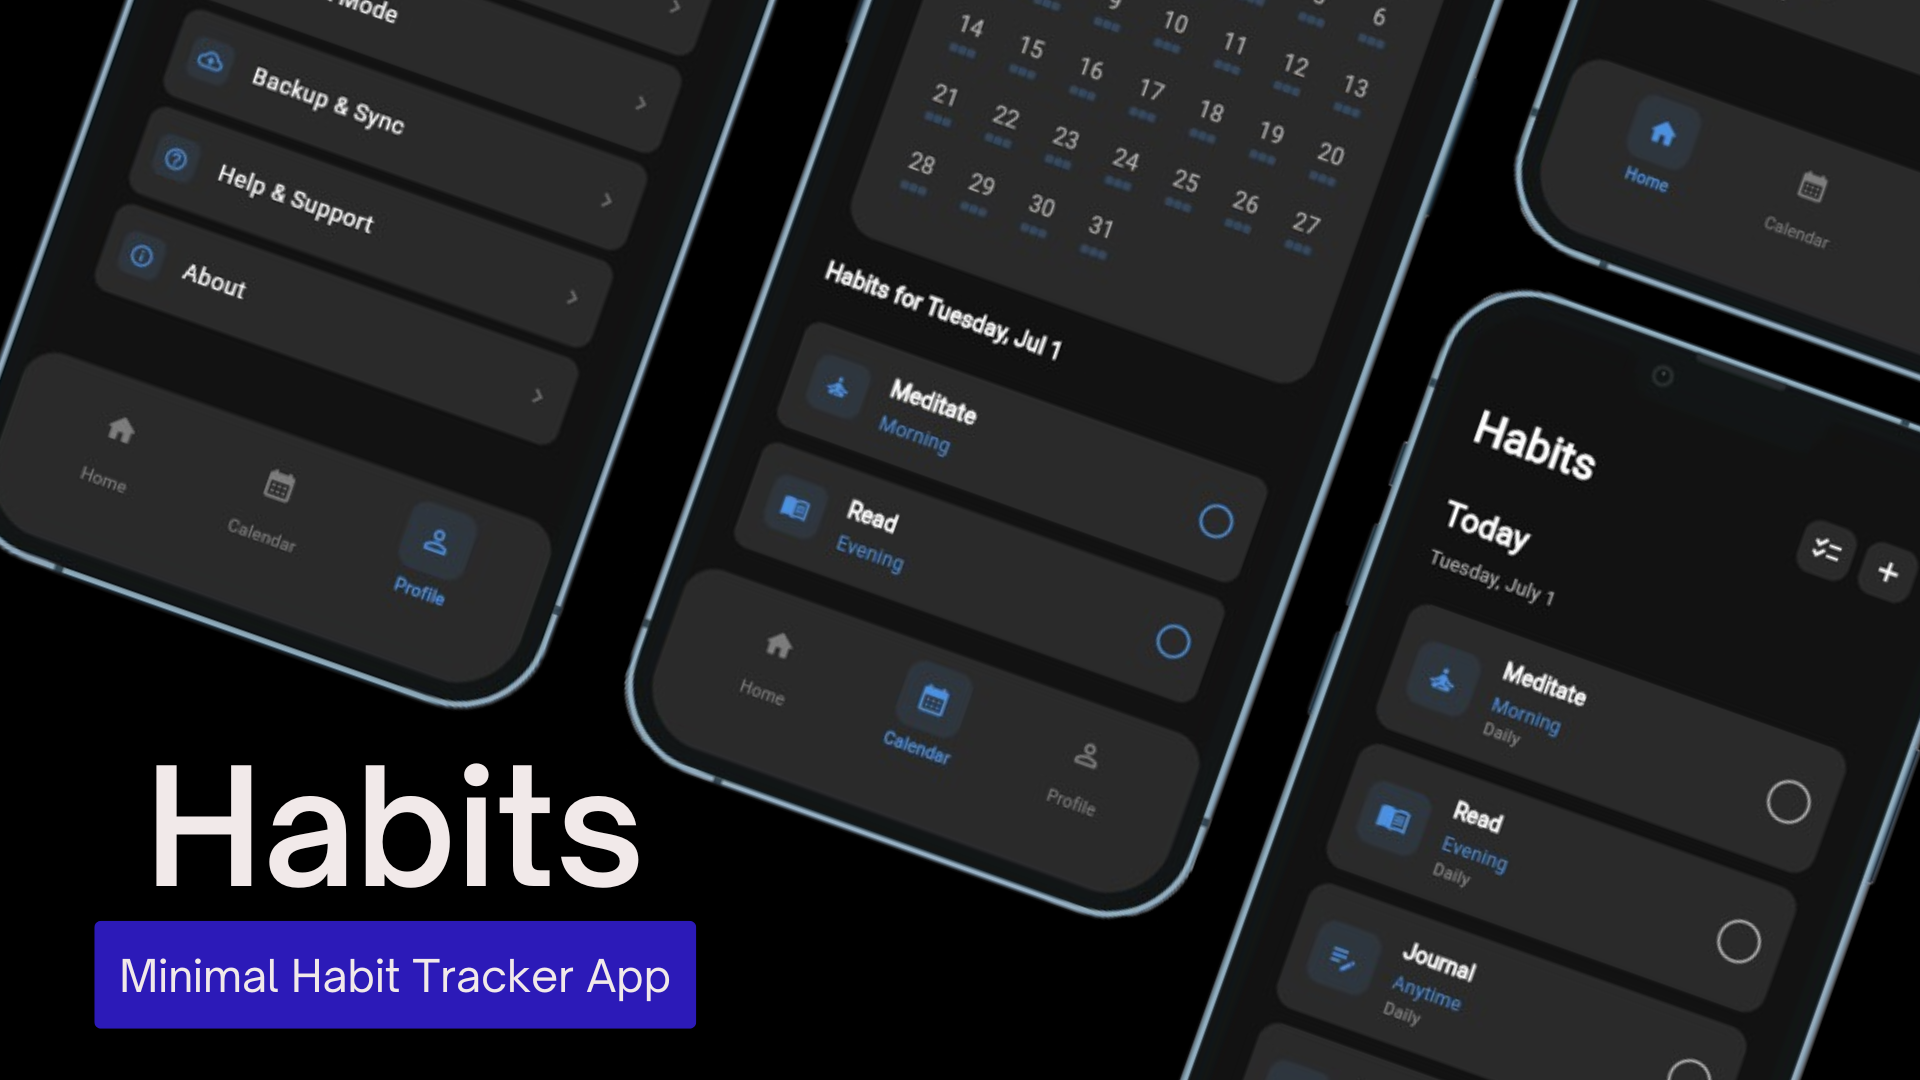 Mode
Backup & Sync
Help & Support
About
Home
Calendar
Profile
6
9 10 11 12 13
14 15 16 17 18 19 20
21 22 23 24 25 26 27
28 29 30 31
Habits for Tuesday, Jul 1
Meditate
Morning
Read
Evening
Home
Calendar
Profile
Home
Calendar
Habits
Today
Tuesday, July 1
Meditate
Morning
Daily
Read
Evening
Daily
Journal
Anytime
Daily
Habits
Minimal Habit Tracker App